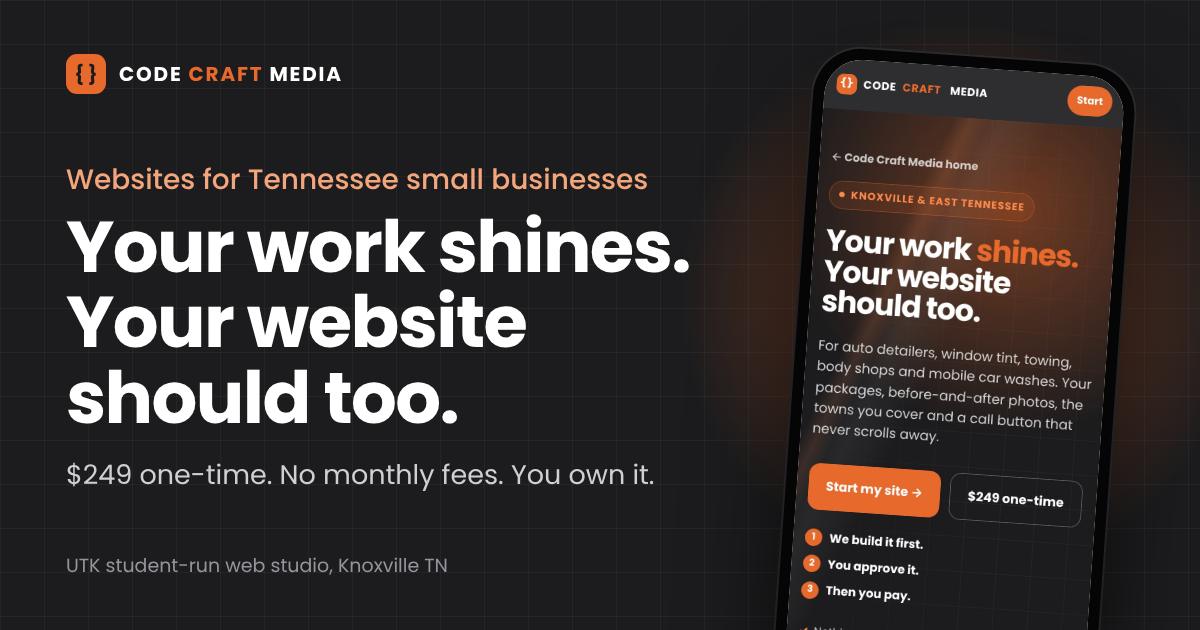 { } CODE CRAFT MEDIA
Websites for Tennessee small businesses
Your work shines.
Your website
should too.
$249 one-time. No monthly fees. You own it.
UTK student-run web studio, Knoxville TN
{ } CODE CRAFT MEDIA
Start
← Code Craft Media home
• KNOXVILLE & EAST TENNESSEE
Your work shines.
Your website
should too.
For auto detailers, window tint, towing,
body shops and mobile car washes. Your
packages, before-and-after photos, the
towns you cover and a call button that
never scrolls away.
Start my site →
$249 one-time
1 We build it first.
2 You approve it.
3 Then you pay.